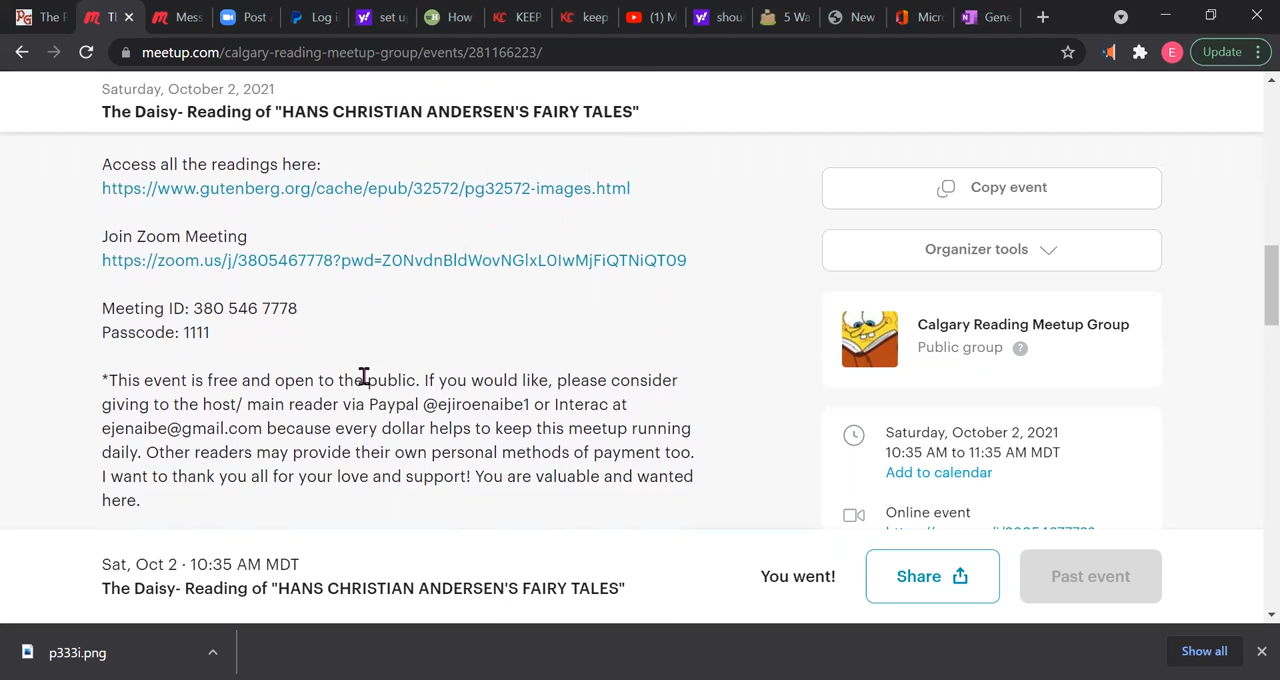 The P
T
Mess
Post
Log i
set u
How
KEEP
keep
(1) M
shou
5 Wa
New
Micr
Gene
meetup.com/calgary-reading-meetup-group/events/281166223/
E
Update
Saturday, October 2, 2021
The Daisy- Reading of "HANS CHRISTIAN ANDERSEN'S FAIRY TALES"
Access all the readings here:
https://www.gutenberg.org/cache/epub/32572/pg32572-images.html
Join Zoom Meeting
https://zoom.us/j/3805467778?pwd=Z0NvdnBldWovNGlxL0IwMjFiQTNiQT09
Meeting ID: 380 546 7778
Passcode: 1111
*This event is free and open to the public. If you would like, please consider
giving to the host/ main reader via Paypal @ejiroenaibe1 or Interac at
ejenaibe@gmail.com because every dollar helps to keep this meetup running
daily. Other readers may provide their own personal methods of payment too.
I want to thank you all for your love and support! You are valuable and wanted
here.
Copy event
Organizer tools
Calgary Reading Meetup Group
Public group ?
Saturday, October 2, 2021
10:35 AM to 11:35 AM MDT
Add to calendar
Online event
Sat, Oct 2 · 10:35 AM MDT
The Daisy- Reading of "HANS CHRISTIAN ANDERSEN'S FAIRY TALES"
You went!
Share
Past event
p333i.png
Show all